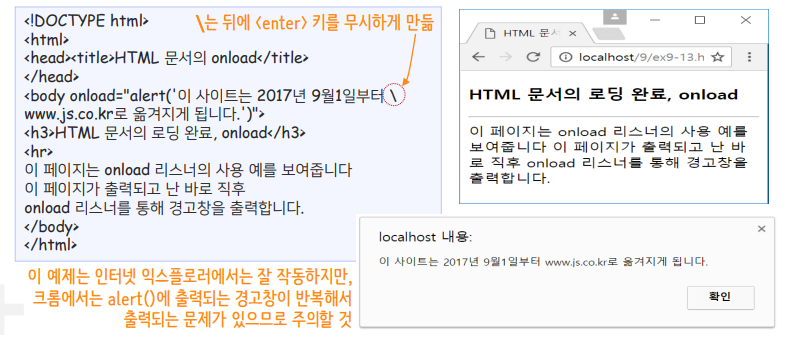 <!DOCTYPE html>
\는 뒤에 <enter> 키를 무시하게 만듦
<html>
<head><title>HTML 문서의 onload</title>
</head>
<body onload="alert('이 사이트는 2017년 9월1일부터 \
www.js.co.kr로 옮겨지게 됩니다.')">
<h3>HTML 문서의 로딩 완료, onload</h3>
<hr>
이 페이지는 onload 리스너의 사용 예를 보여줍니다
이 페이지가 출력되고 난 바로 직후
onload 리스너를 통해 경고창을 출력합니다.
</body>
</html>
이 예제는 인터넷 익스플로러에서는 잘 작동하지만,
크롬에서는 alert()에 출력되는 경고창이 반복해서
출력되는 문제가 있으므로 주의할 것
HTML 문서의
localhost/9/ex9-13.h
HTML 문서의 로딩 완료, onload
이 페이지는 onload 리스너의 사용 예를
보여줍니다 이 페이지가 출력되고 난 바
로 직후 onload 리스너를 통해 경고창을
출력합니다.
localhost 내용:
이 사이트는 2017년 9월1일부터 www.js.co.kr로 옮겨지게 됩니다.
확인